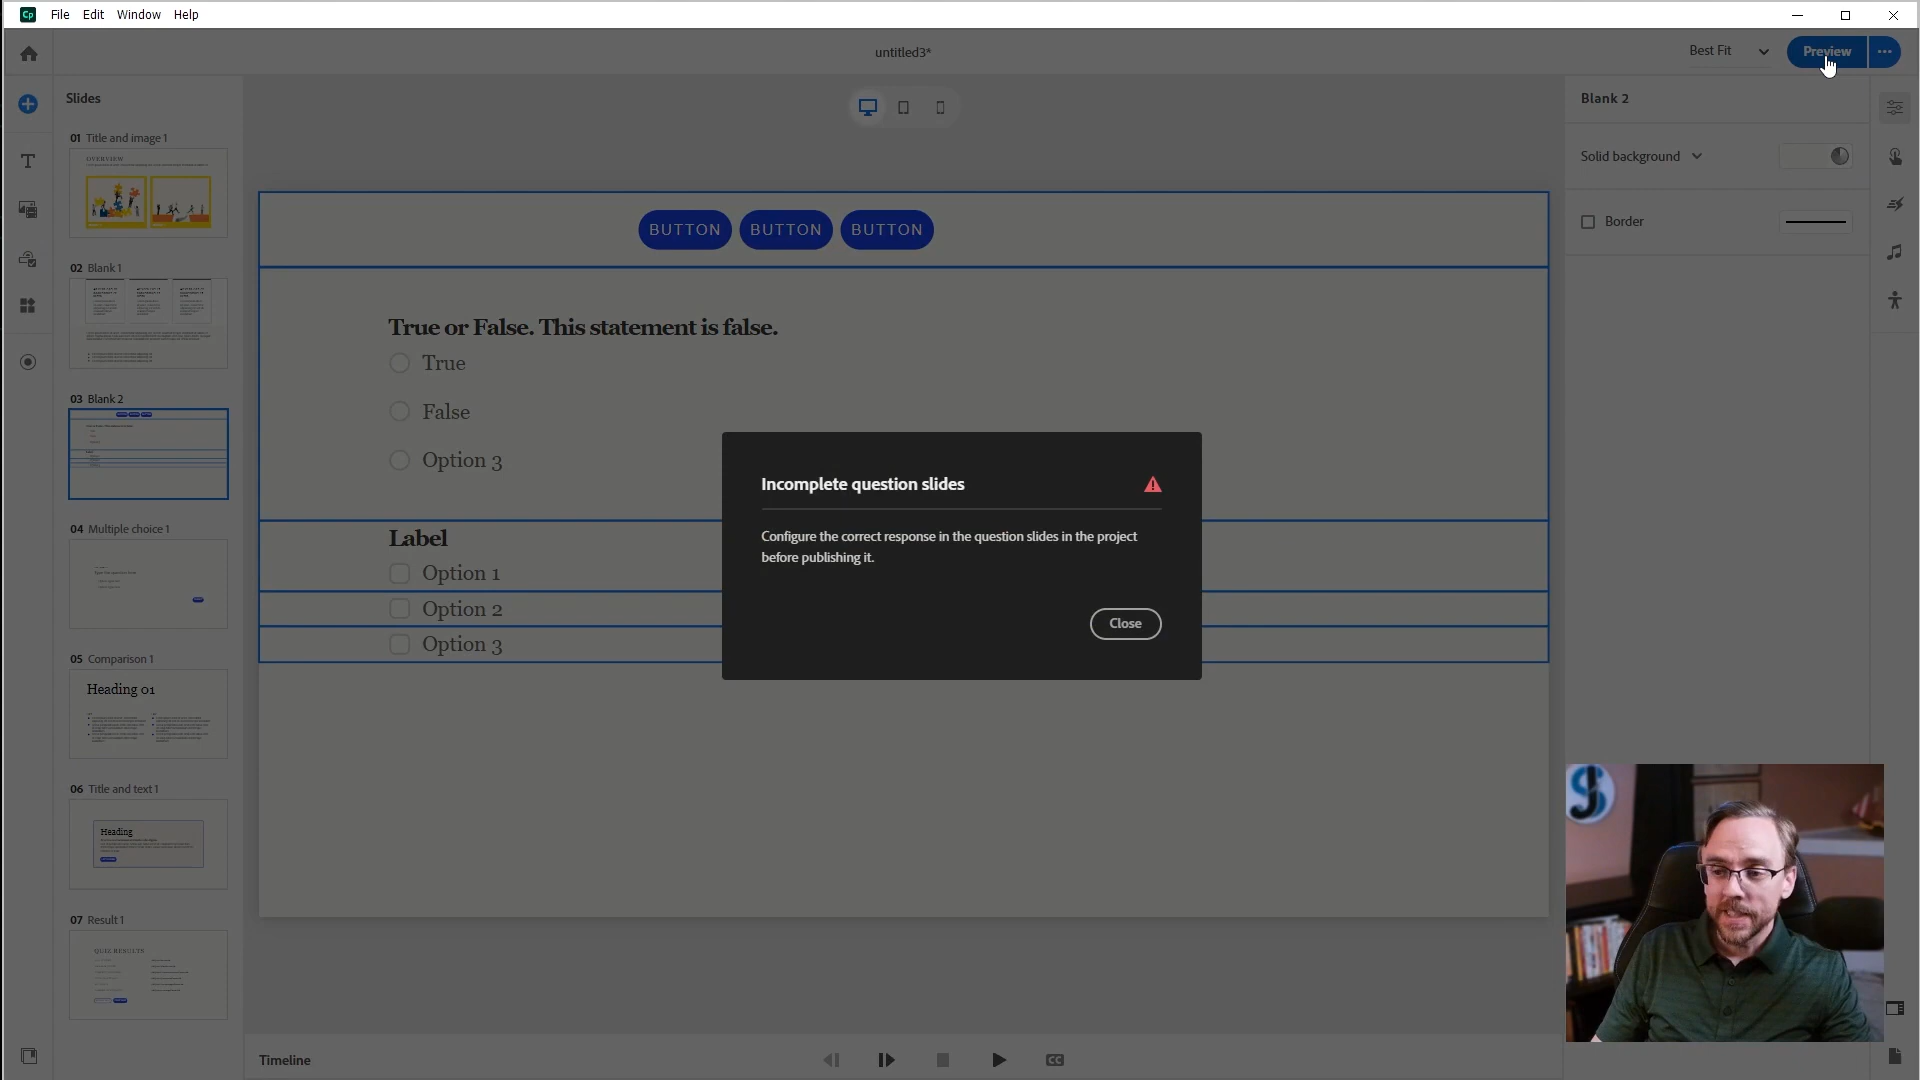 Cp File Edit Window Help
untitled3*
Best Fit
Preview
Slides
Blank 2
01 Title and image 1
OVERVIEW
Solid background
Border
BUTTON BUTTON BUTTON
02 Blank 1
True or False. This statement is false.
True
False
Option 3
03 Blank 2
Incomplete question slides
Configure the correct response in the question slides in the project
before publishing it.
Close
04 Multiple choice 1
Label
Option 1
Option 2
Option 3
05 Comparison 1
Heading 01
06 Title and text 1
Heading
07 Result 1
QUIZ RESULTS
Timeline
CC